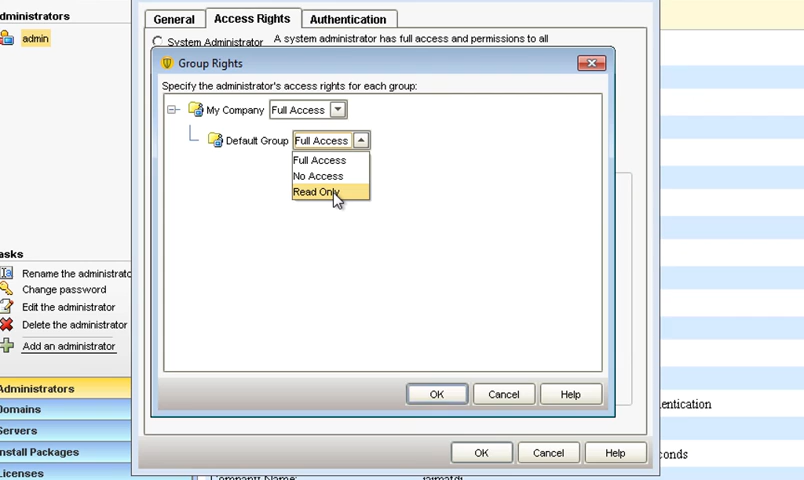 dministrators
admin
General
Access Rights
Authentication
System Administrator
A system administrator has full access and permissions to all
Group Rights
Specify the administrator's access rights for each group:
My Company
Full Access
Default Group
Full Access
Full Access
No Access
Read Only
OK
Cancel
Help
asks
Rename the administrato
Change password
Edit the administrator
Delete the administrator
Add an administrator
Administrators
Domains
Servers
nstall Packages
Licenses
OK
Cancel
Help
entication
conds